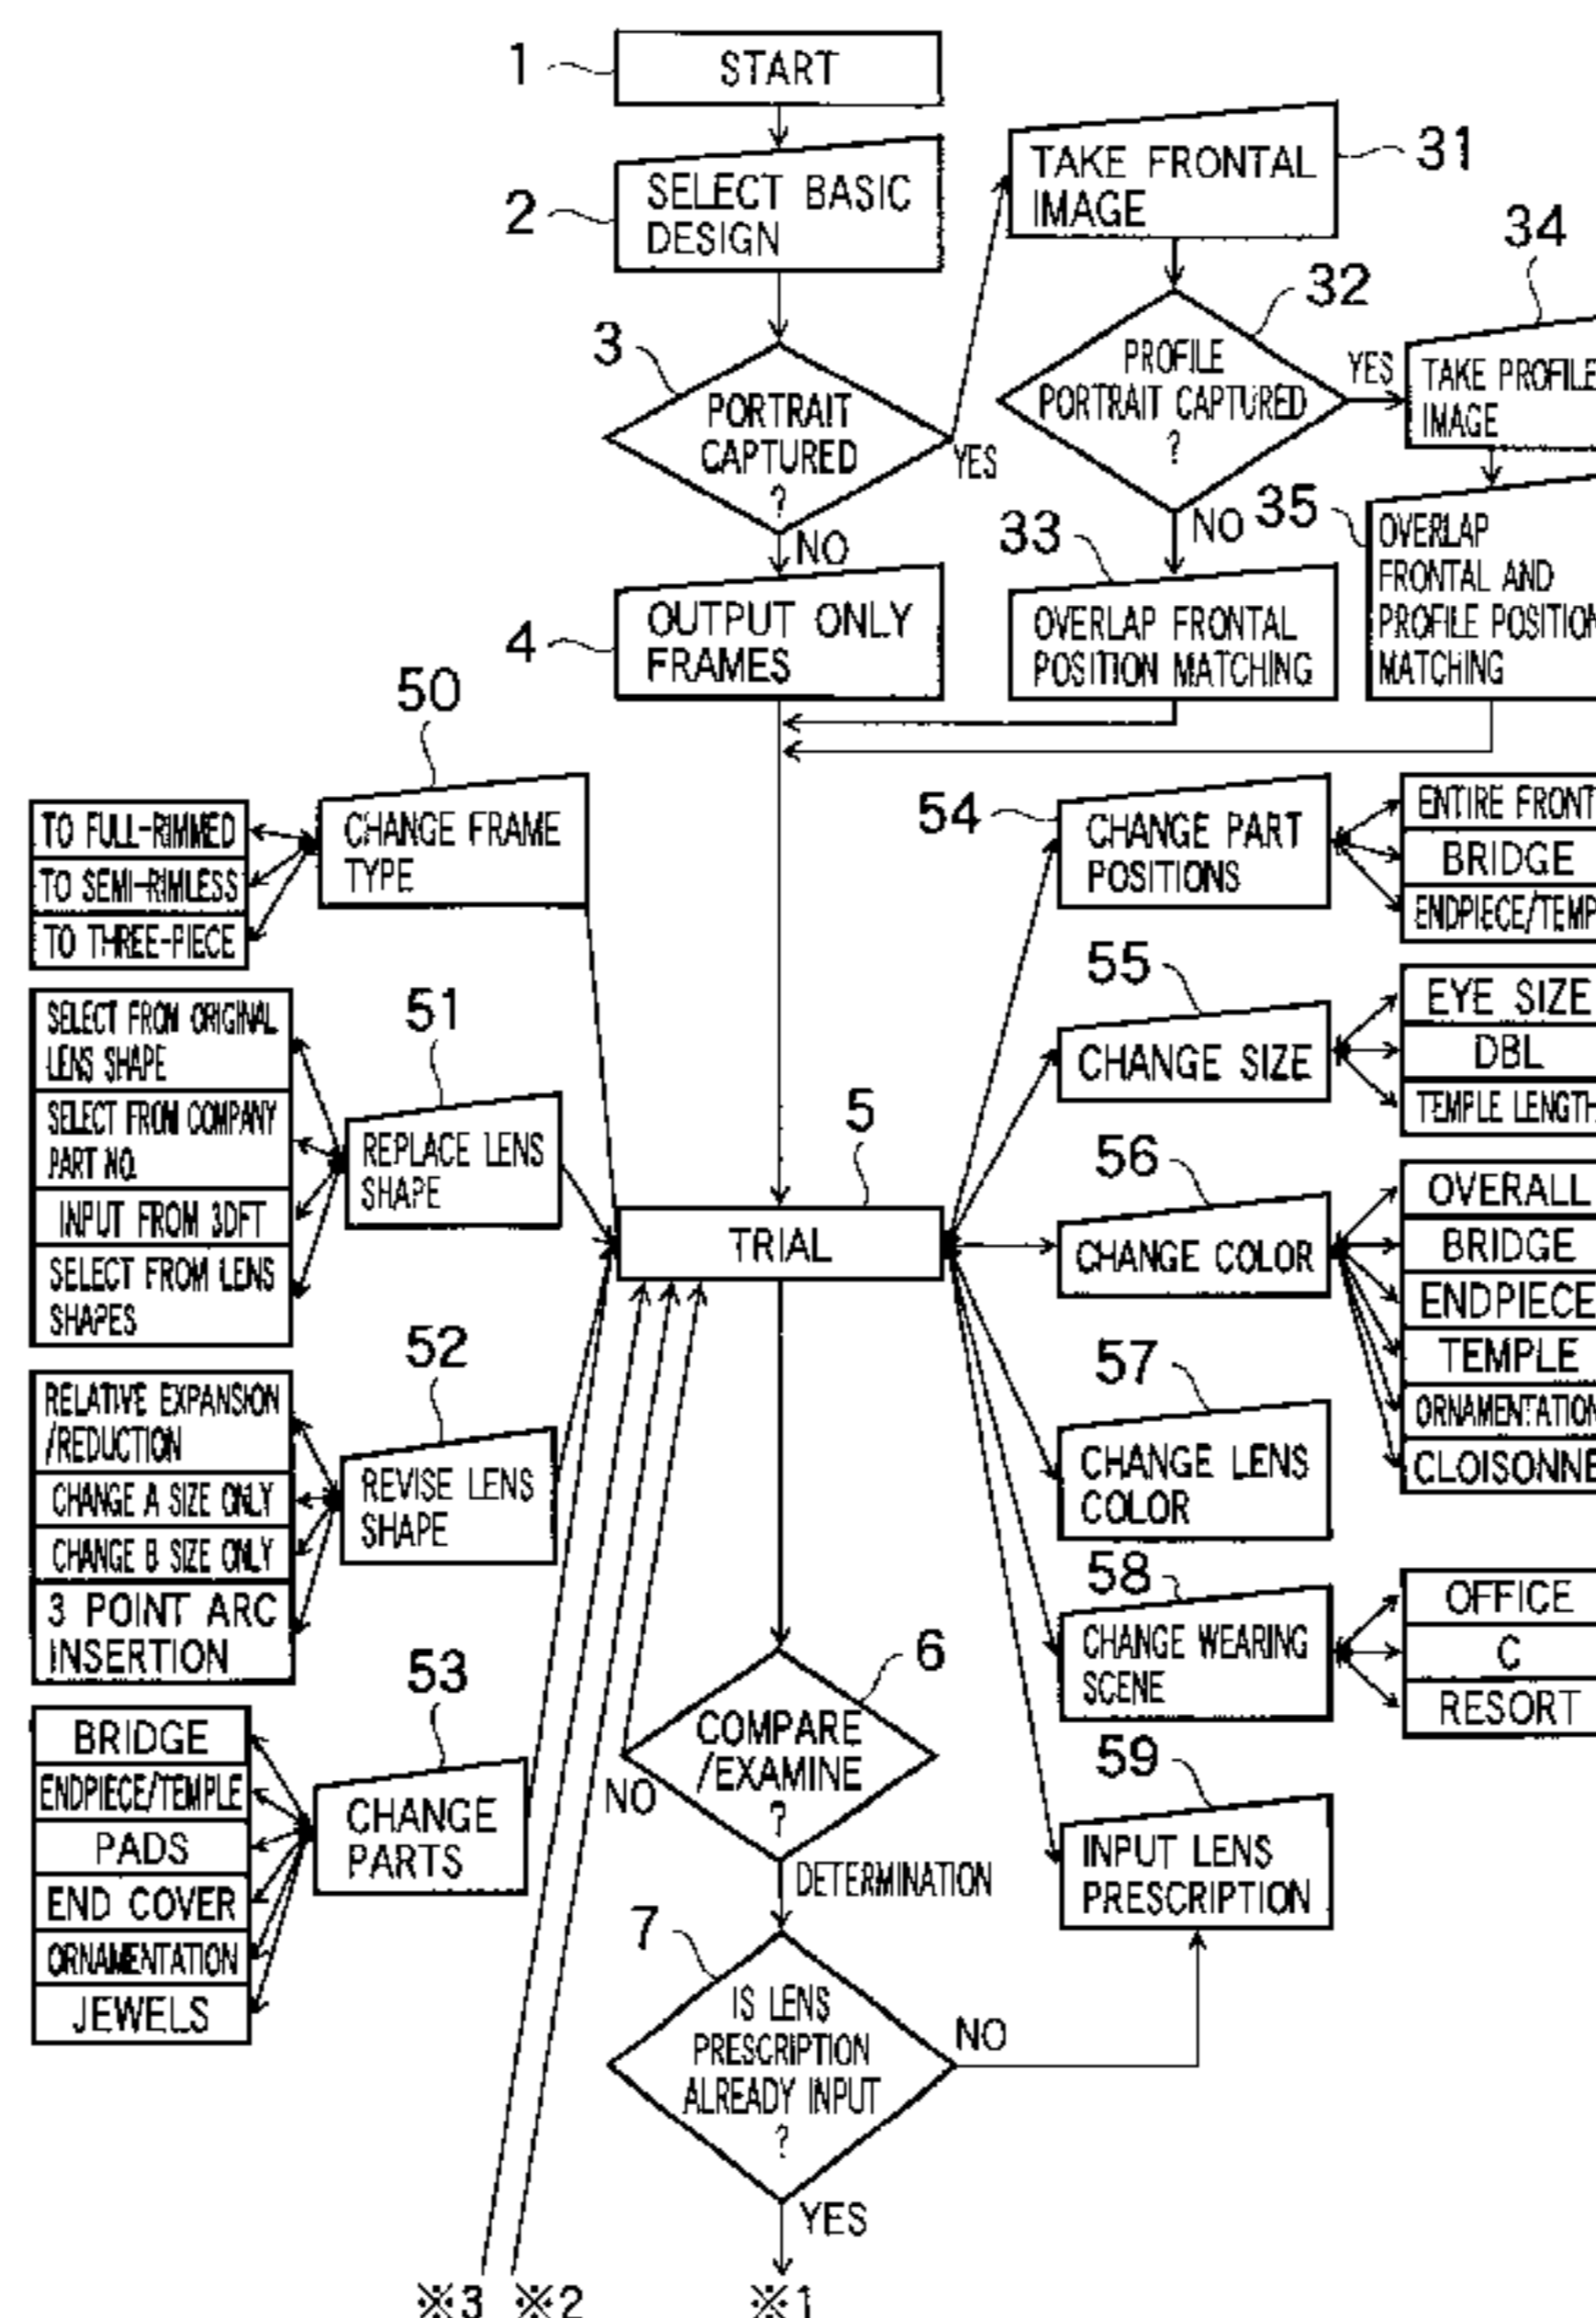 1
START
2
SELECT BASIC
DESIGN
3
PORTRAIT
CAPTURED
?
YES
NO
4
OUTPUT ONLY
FRAMES
31
TAKE FRONTAL
IMAGE
32
PROFILE
PORTRAIT CAPTURED
?
YES
NO
33
OVERLAP FRONTAL
POSITION MATCHING
34
TAKE PROFILE
IMAGE
35
OVERLAP
FRONTAL AND
PROFILE POSITION
MATCHING
50
CHANGE FRAME
TYPE
TO FULL-RIMMED
TO SEMI-RIMLESS
TO THREE-PIECE
51
REPLACE LENS
SHAPE
SELECT FROM ORIGINAL
LENS SHAPE
SELECT FROM COMPANY
PART NO.
INPUT FROM 3DFT
SELECT FROM LENS
SHAPES
52
REVISE LENS
SHAPE
RELATIVE EXPANSION
/REDUCTION
CHANGE A SIZE ONLY
CHANGE B SIZE ONLY
3 POINT ARC
INSERTION
53
CHANGE
PARTS
BRIDGE
ENDPIECE/TEMPLE
PADS
END COVER
ORNAMENTATION
JEWELS
5
TRIAL
54
CHANGE PART
POSITIONS
ENTIRE FRONT
BRIDGE
ENDPIECE/TEMP
55
CHANGE SIZE
EYE SIZE
DBL
TEMPLE LENGTH
56
CHANGE COLOR
OVERALL
BRIDGE
ENDPIECE
TEMPLE
ORNAMENTATION
CLOISONNE
57
CHANGE LENS
COLOR
58
CHANGE WEARING
SCENE
OFFICE
C
RESORT
59
INPUT LENS
PRESCRIPTION
6
COMPARE
/EXAMINE
?
NO
DETERMINATION
7
IS LENS
PRESCRIPTION
ALREADY INPUT
?
NO
YES
※3 ※2 ※1